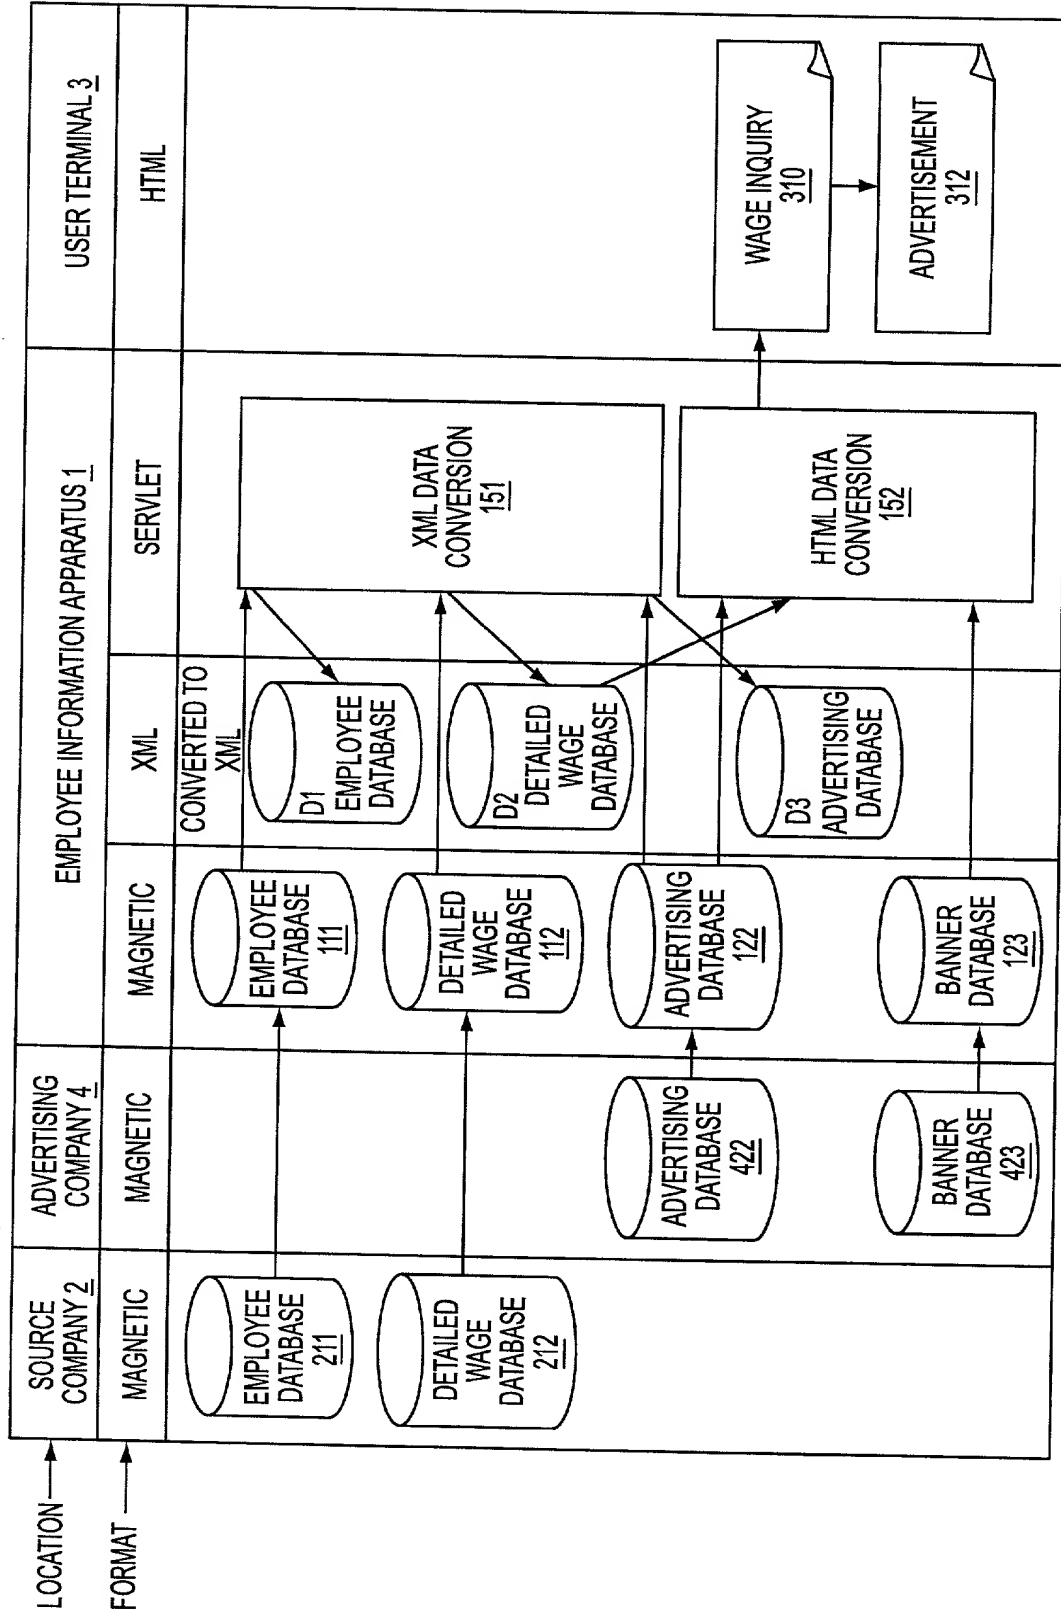 LOCATION
SOURCE
COMPANY 2
ADVERTISING
COMPANY 4
EMPLOYEE INFORMATION APPARATUS 1
USER TERMINAL 3
FORMAT
MAGNETIC
MAGNETIC
MAGNETIC
XML
SERVLET
HTML
CONVERTED TO
XML
EMPLOYEE
DATABASE
211
EMPLOYEE
DATABASE
111
D1
EMPLOYEE
DATABASE
DETAILED
WAGE
DATABASE
212
DETAILED
WAGE
DATABASE
112
D2
DETAILED
WAGE
DATABASE
XML DATA
CONVERSION
151
ADVERTISING
DATABASE
422
ADVERTISING
DATABASE
122
D3
ADVERTISING
DATABASE
WAGE INQUIRY
310
BANNER
DATABASE
423
BANNER
DATABASE
123
HTML DATA
CONVERSION
152
ADVERTISEMENT
312